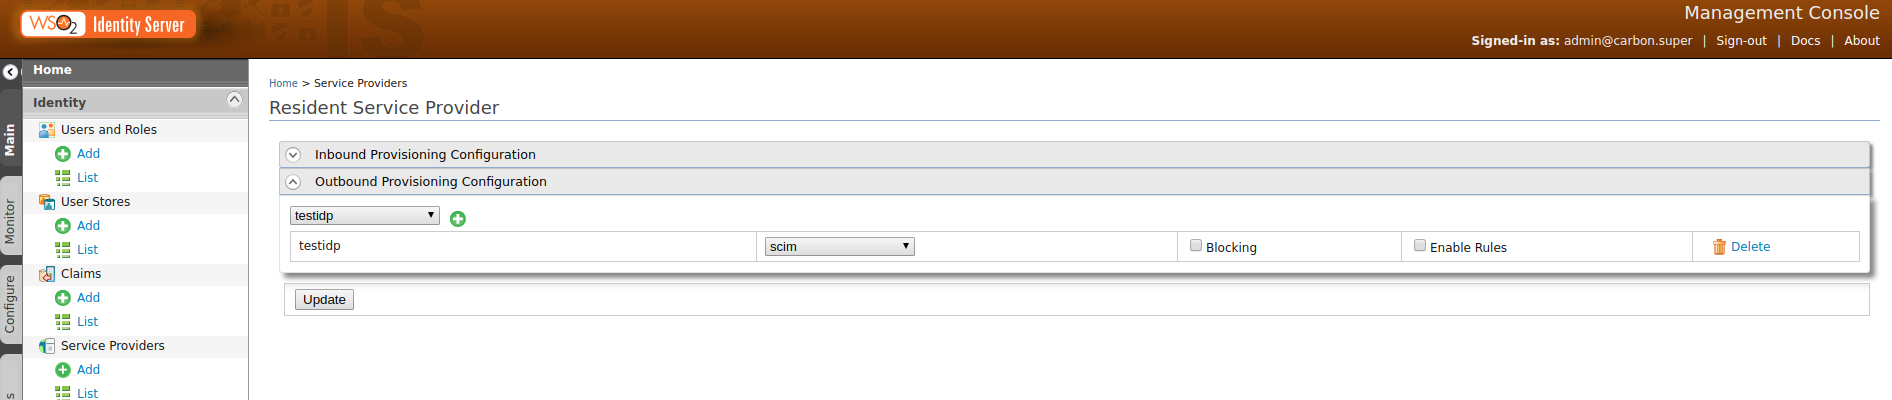 WSO2 Identity Server
Management Console
Signed-in as: admin@carbon.super | Sign-out | Docs | About
Home
Identity
Main
Monitor
Configure
s
Users and Roles
Add
List
User Stores
Add
List
Claims
Add
List
Service Providers
Add
List
Home > Service Providers
Resident Service Provider
Inbound Provisioning Configuration
Outbound Provisioning Configuration
testidp
testidp scim Blocking Enable Rules Delete
Update